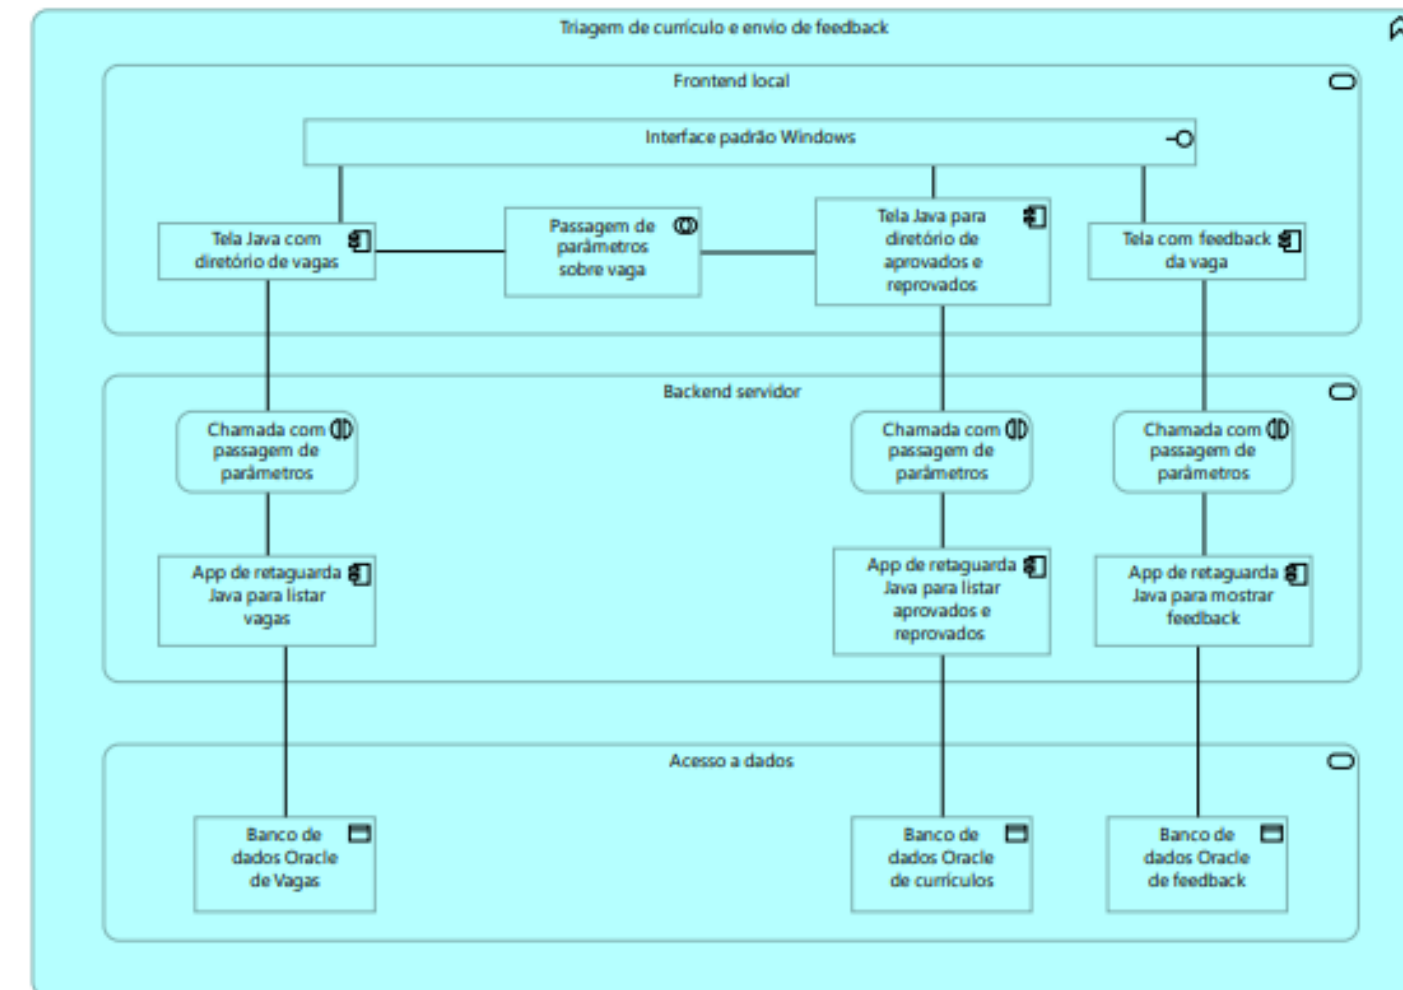 Triagem de currículo e envio de feedback
Frontend local
Interface padrão Windows
Tela Java com
diretório de vagas
Passagem de
parâmetros
sobre vaga
Tela Java para
diretório de
aprovados e
reprovados
Tela com feedback
da vaga
Backend servidor
Chamada com
passagem de
parâmetros
Chamada com
passagem de
parâmetros
Chamada com
passagem de
parâmetros
App de retaguarda
Java para listar
vagas
App de retaguarda
Java para listar
aprovados e
reprovados
App de retaguarda
Java para mostrar
feedback
Acesso a dados
Banco de
dados Oracle
de Vagas
Banco de
dados Oracle
de currículos
Banco de
dados Oracle
de feedback